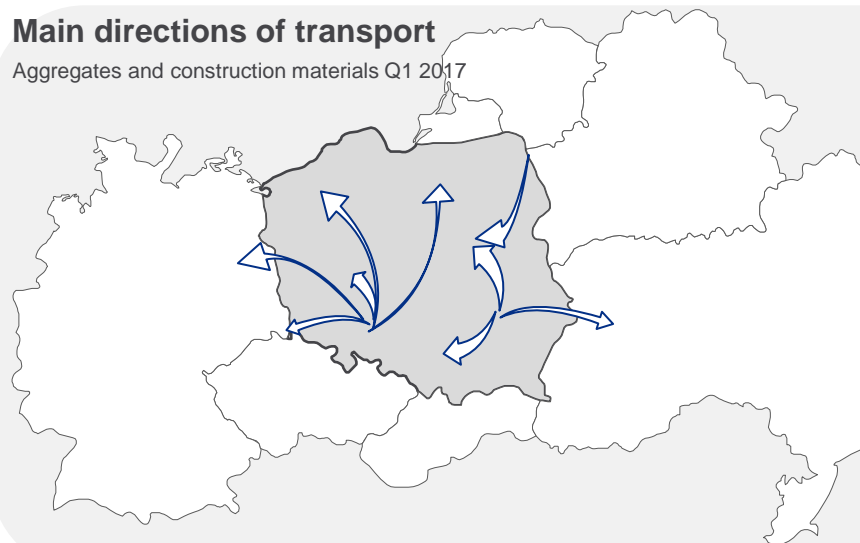 Main directions of transport
Aggregates and construction materials Q1 2017